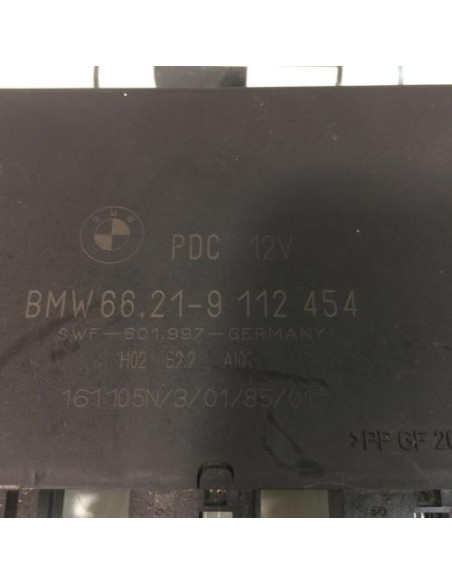 BMW
PDC 12V
BMW 66.21-9 112 454
SWF-601.997-GERMANY
H02 S2.2
161105N/3/01/85/01
>PP GF 20